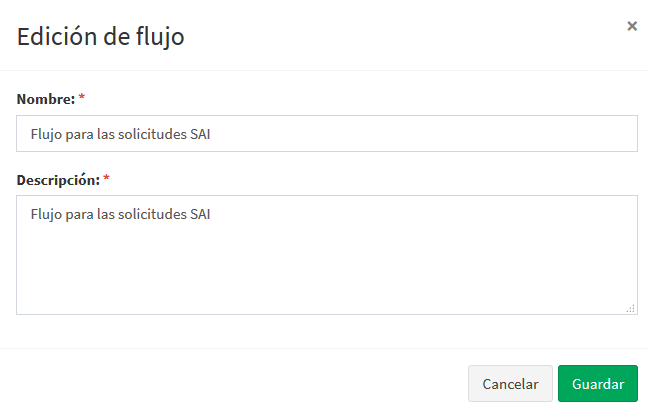 Edición de flujo
×
Nombre: *
Flujo para las solicitudes SAI
Descripción: *
Flujo para las solicitudes SAI
Cancelar Guardar